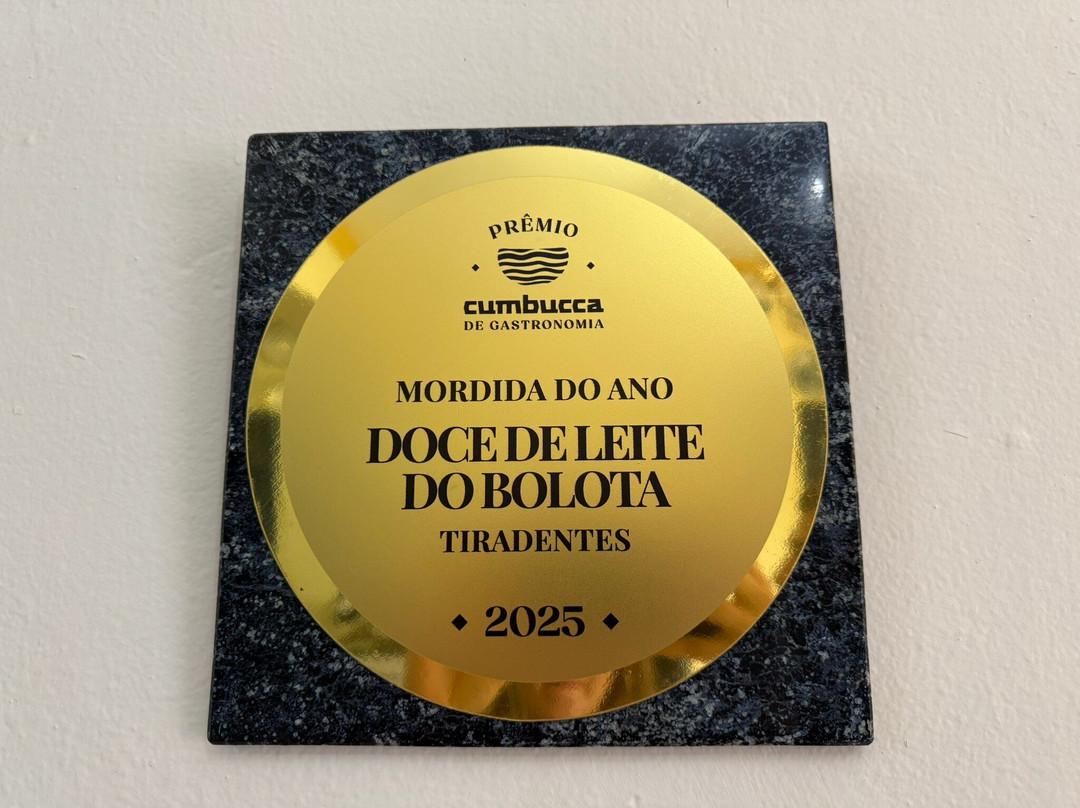 PRÊMIO
cumbucca
DE GASTRONOMIA
MORDIDA DO ANO
DOCE DE LEITE
DO BOLOTA
TIRADENTES
2025